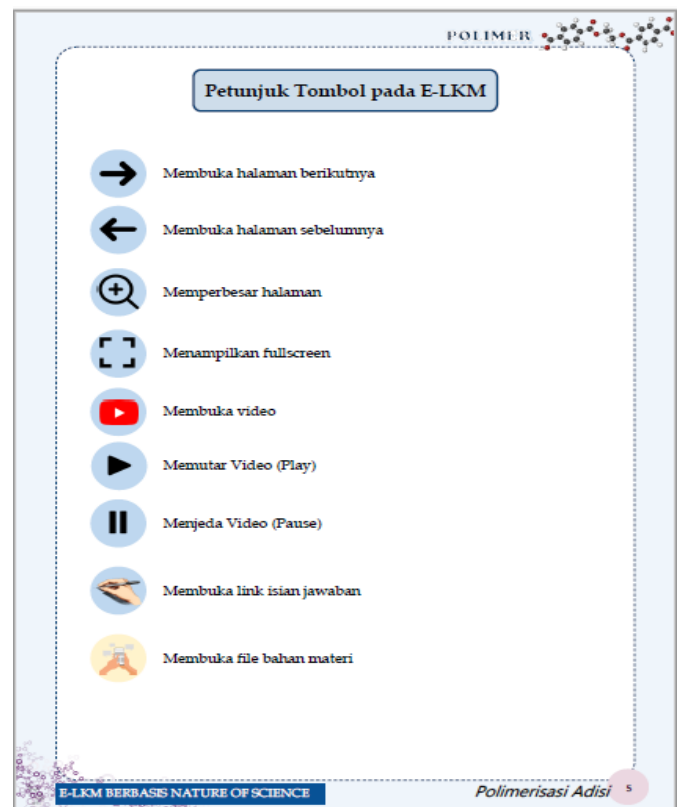 POLIMER
Petunjuk Tombol pada E-LKM
Membuka halaman berikutnya
Membuka halaman sebelumnya
Memperbesar halaman
Menampilkan fullscreen
Membuka video
Memutar Video (Play)
Menjeda Video (Pause)
Membuka link isian jawaban
Membuka file bahan materi
E-LKM BERBASIS NATURE OF SCIENCE
Polimerisasi Adisi 5